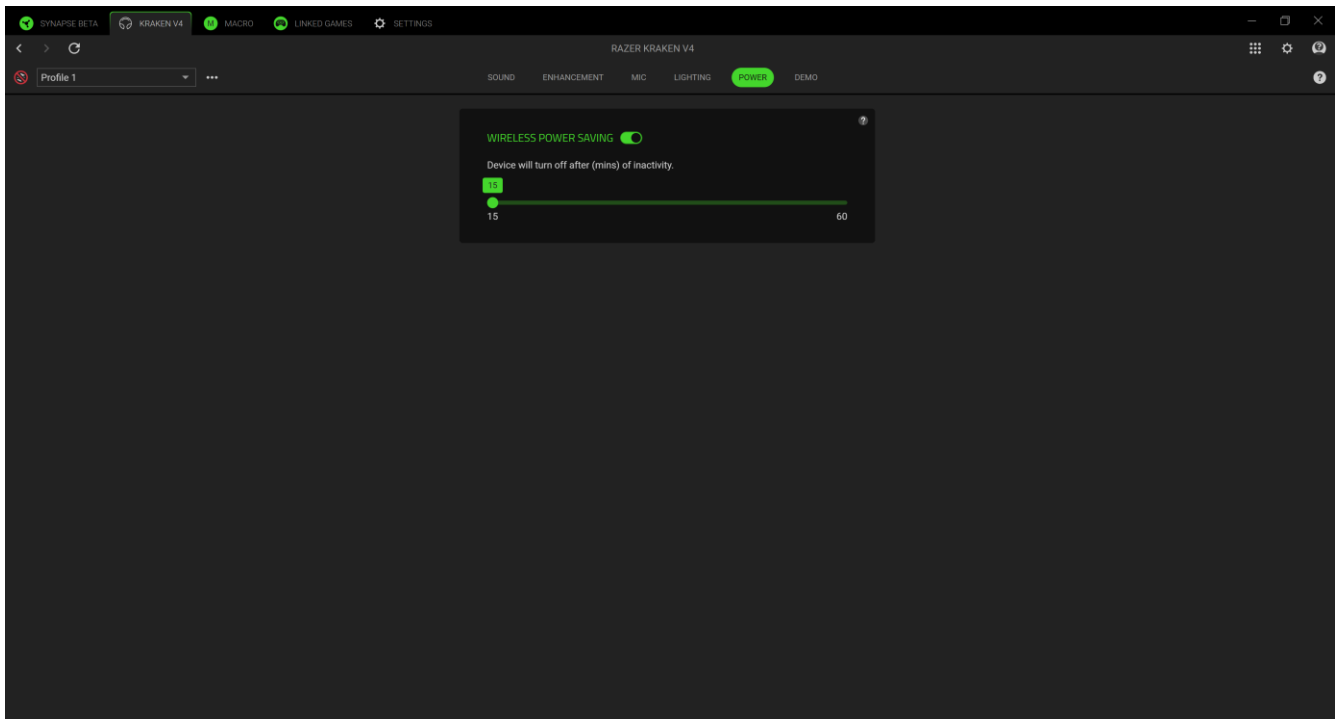 SYNAPSE BETA KRAKEN V4 M MACRO LINKED GAMES SETTINGS
RAZER KRAKEN V4
Profile 1 SOUND ENHANCEMENT MIC LIGHTING POWER DEMO ?
?
WIRELESS POWER SAVING
Device will turn off after (mins) of inactivity.
15
15 60